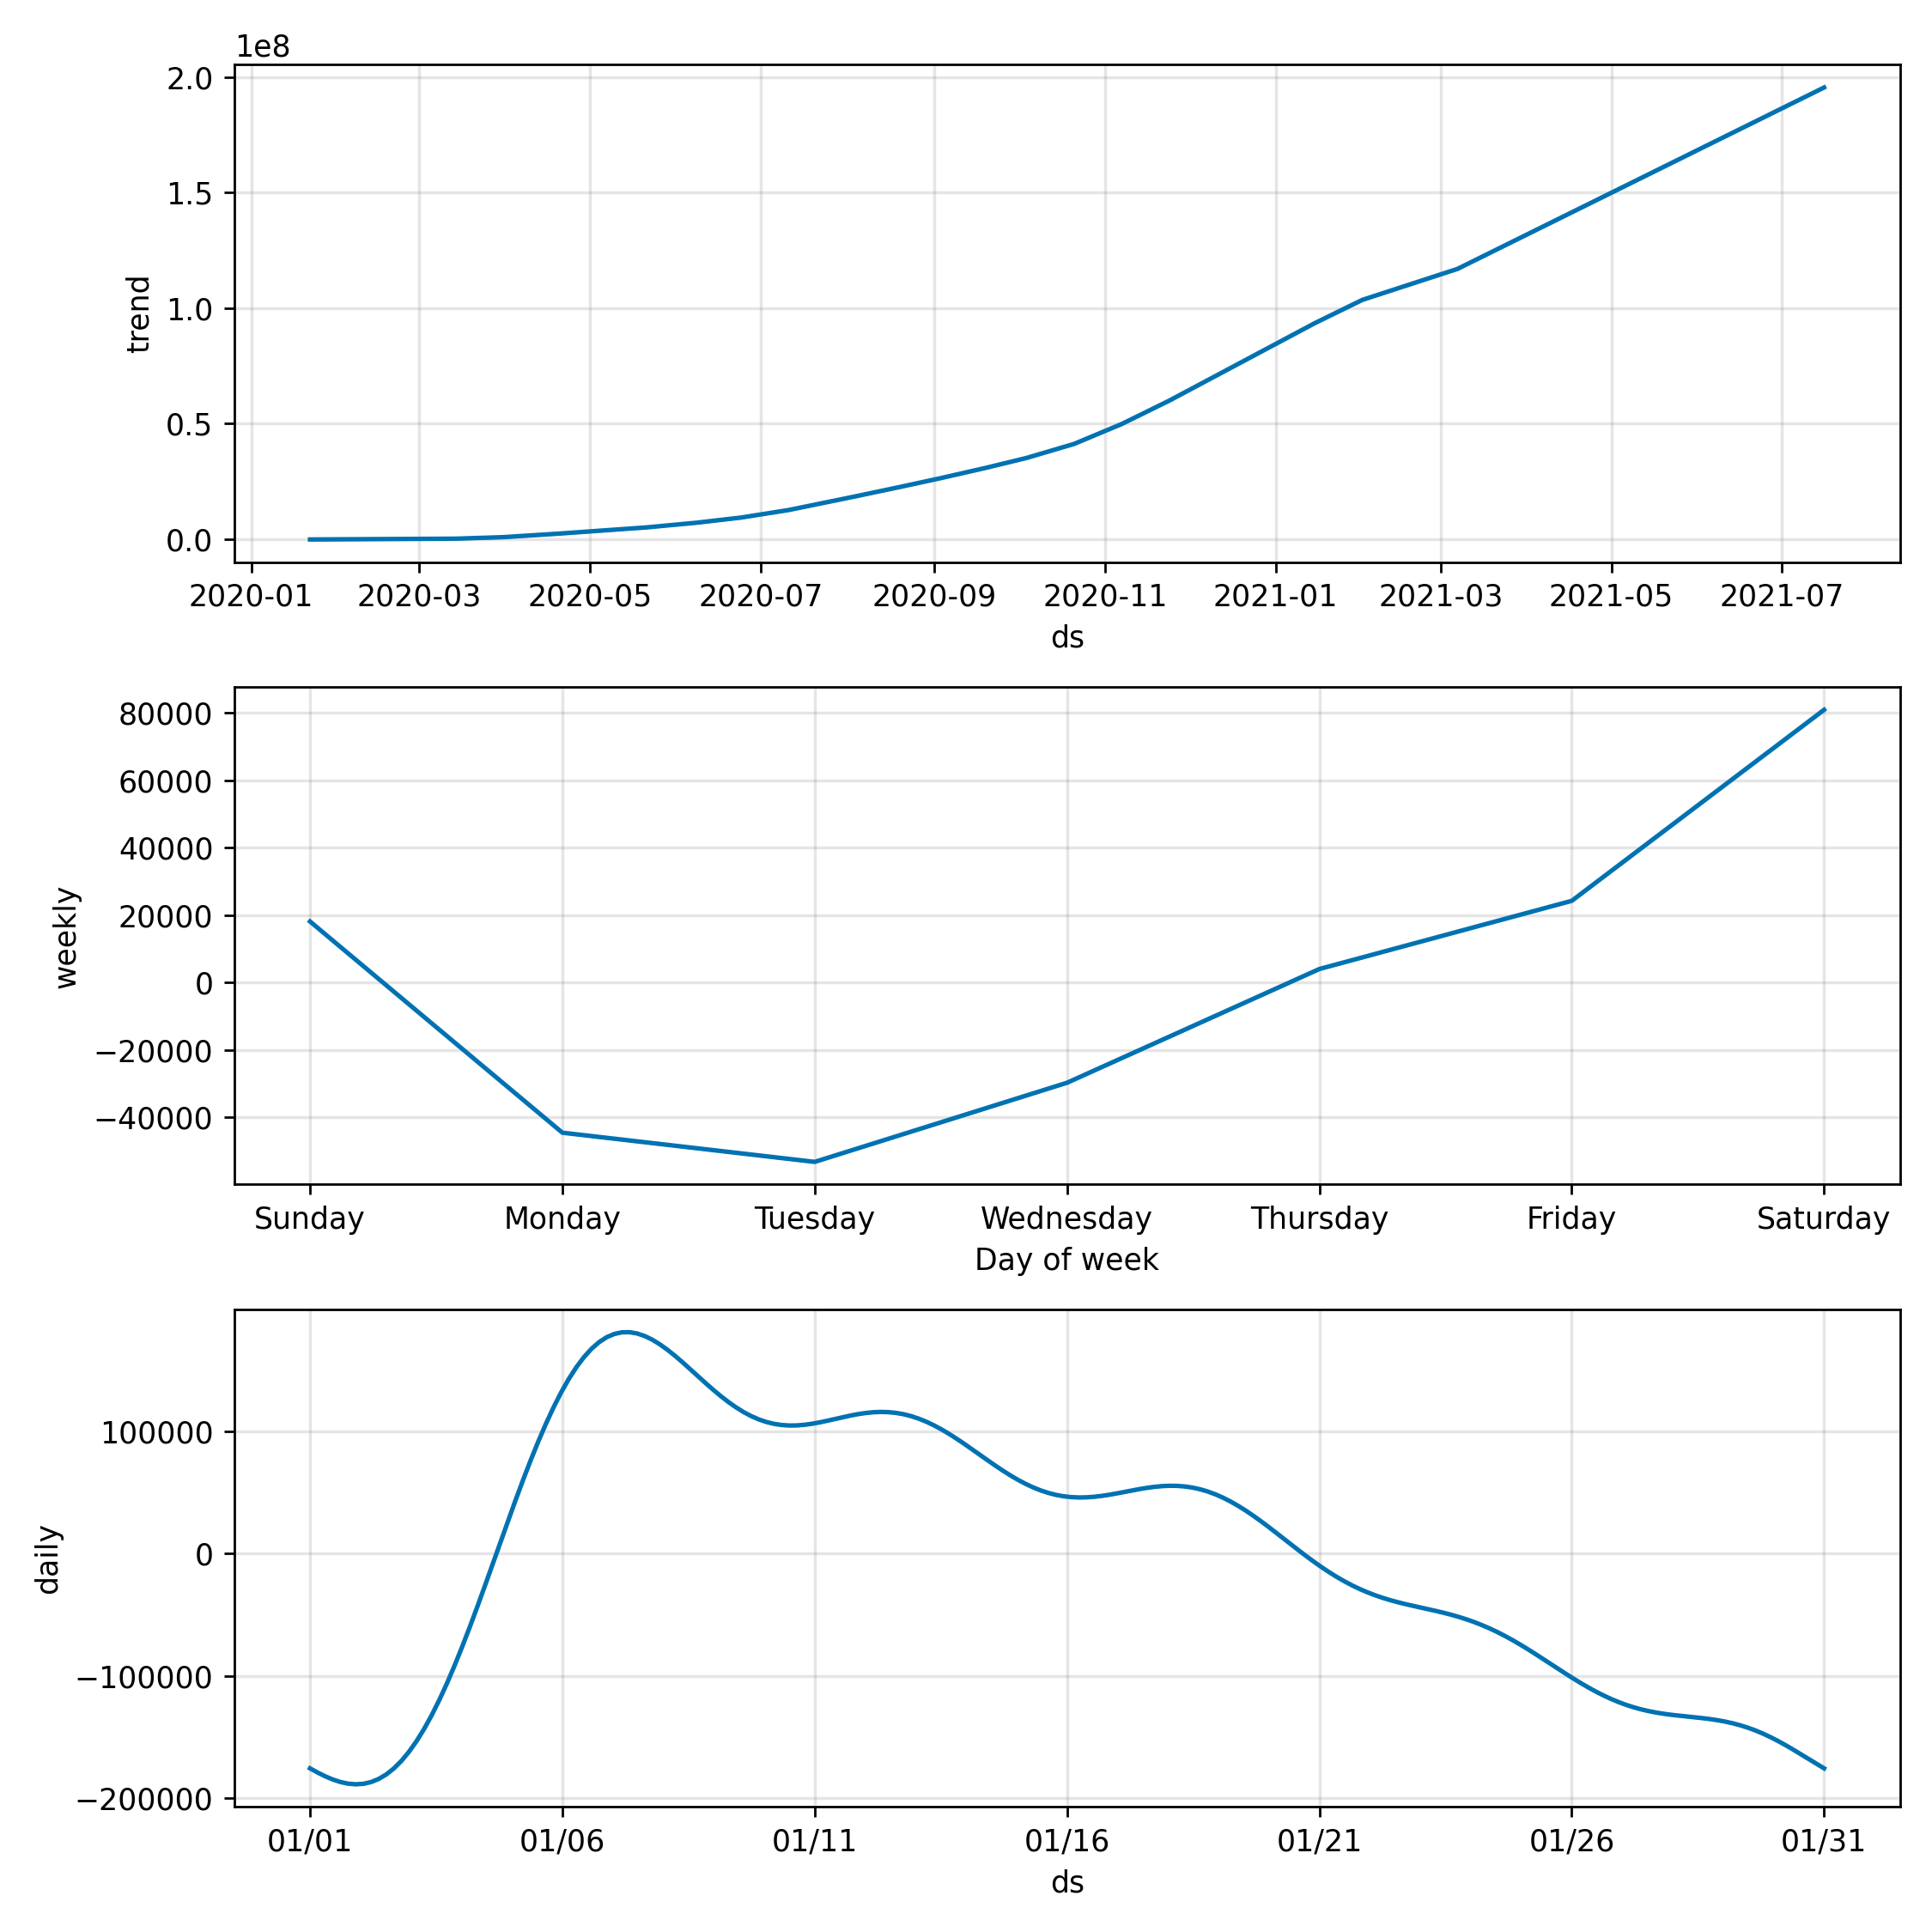 1e8
2.0
1.5
1.0
0.5
0.0
trend
2020-01 2020-03 2020-05 2020-07 2020-09 2020-11 2021-01 2021-03 2021-05 2021-07
ds
80000
60000
40000
20000
0
−20000
−40000
weekly
Sunday Monday Tuesday Wednesday Thursday Friday Saturday
Day of week
100000
0
−100000
−200000
daily
01/01 01/06 01/11 01/16 01/21 01/26 01/31
ds